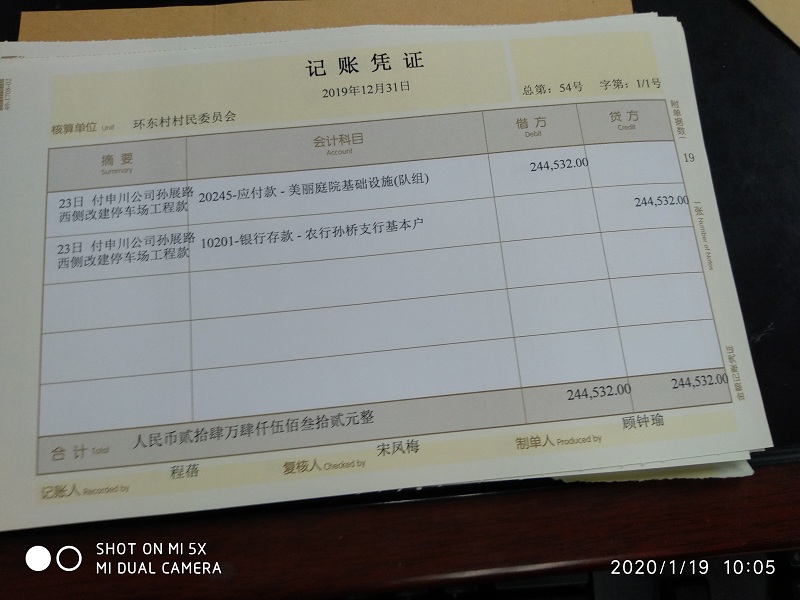 记账凭证
2019年12月31日
总第：54号 字第：1/1号
核算单位 Unit 环东村村民委员会
摘要 Summary
会计科目 Account
借方 Debit
贷方 Credit
附单据数
19
张 Number of Notes
23日 付申川公司孙展路
西侧改建停车场工程款
20245-应付款 - 美丽庭院基础设施(队组)
244,532.00
23日 付申川公司孙展路
西侧改建停车场工程款
10201-银行存款 - 农行孙桥支行基本户
244,532.00
合计 Total 人民币贰拾肆万肆仟伍佰叁拾贰元整 244,532.00 244,532.00
金额记账凭证
记账人 Recorded by 程蓓 复核人 Checked by 宋凤梅 制单人 Produced by 顾钟瑜
SHOT ON MI 5X
MI DUAL CAMERA
2020/1/19 10:05